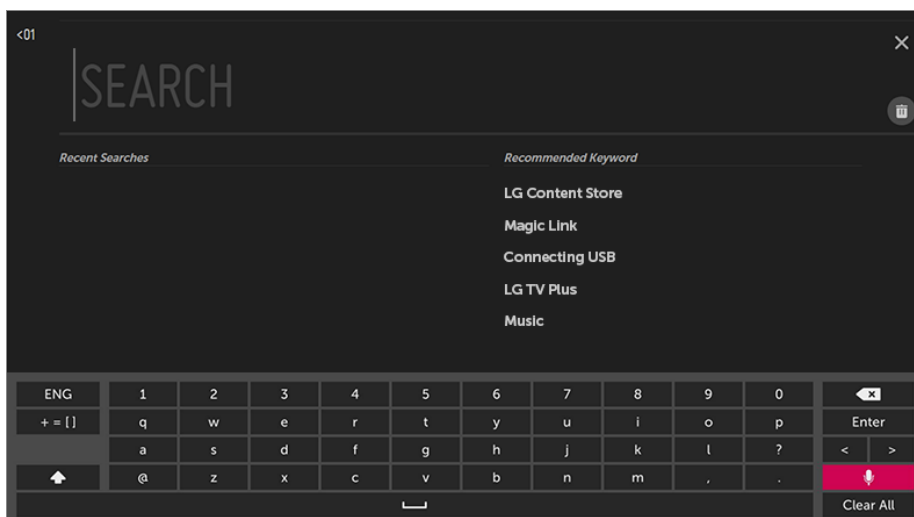 <01
SEARCH
Recent Searches
Recommended Keyword
LG Content Store
Magic Link
Connecting USB
LG TV Plus
Music
ENG 1 2 3 4 5 6 7 8 9 0
+ = [ ] q w e r t y u i o p Enter
a s d f g h j k l ? < >
@ z x c v b n m , .
Clear All